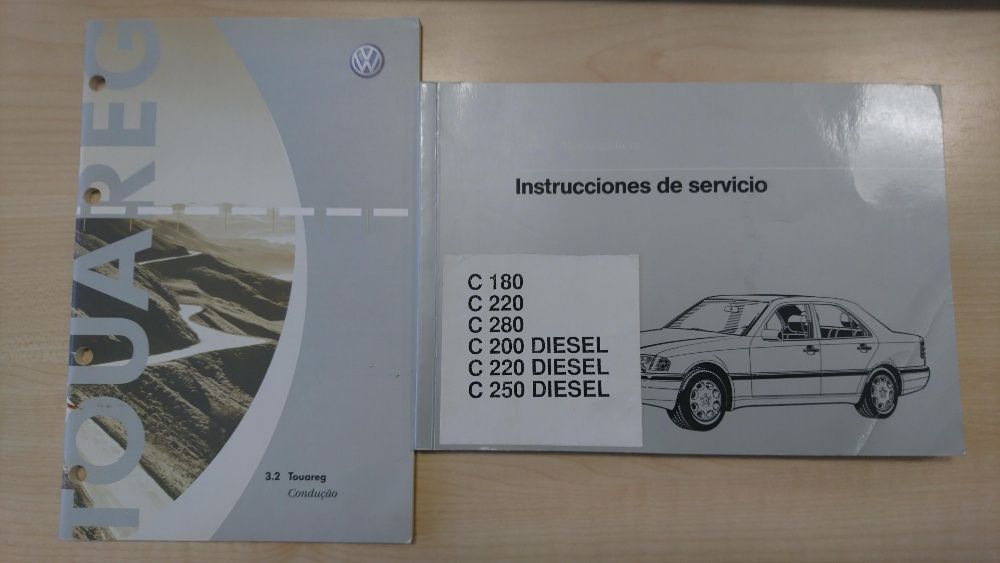 TOUAREG
3.2 Touareg
Condução
Instrucciones de servicio
C 180
C 220
C 280
C 200 DIESEL
C 220 DIESEL
C 250 DIESEL